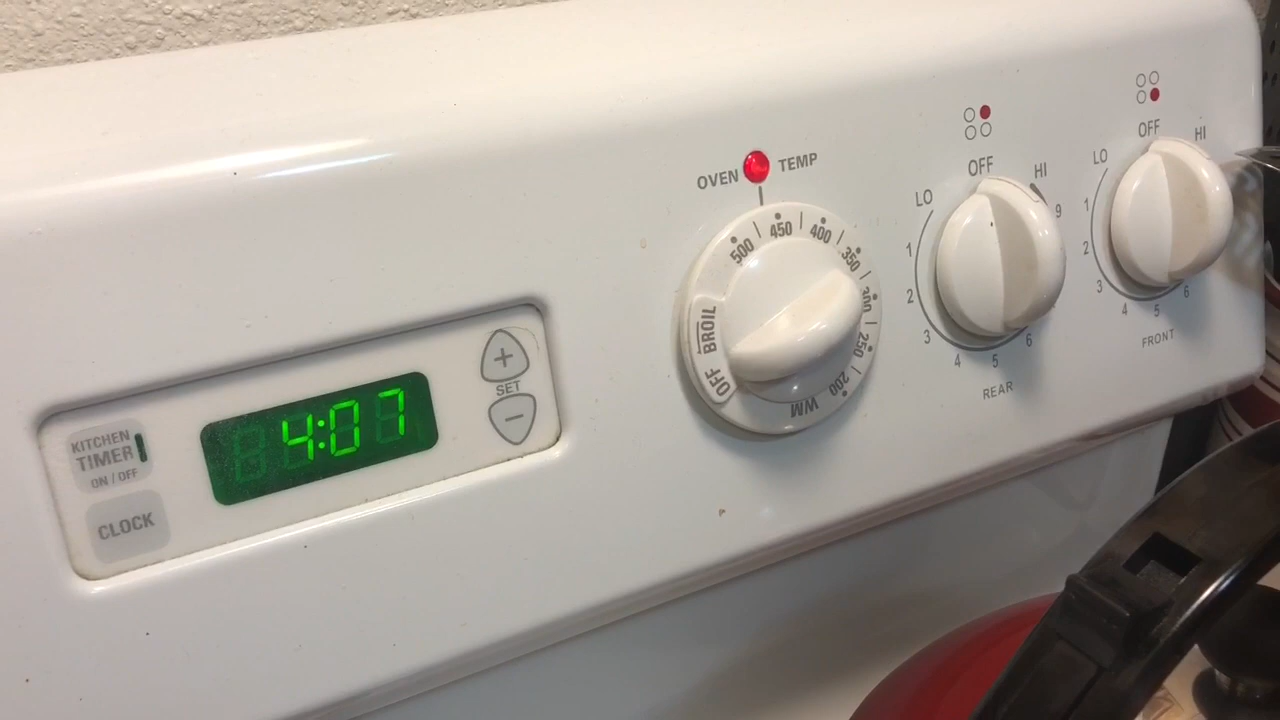 KITCHEN
TIMER
ON / OFF
CLOCK
4:07
+
SET
−
OVEN TEMP
500 450 400 350 300 250 200 WM OFF BROIL
OFF
LO HI
1 9
2
3 4 5 6
REAR
OFF
LO HI
1
2
3 4 5 6
FRONT